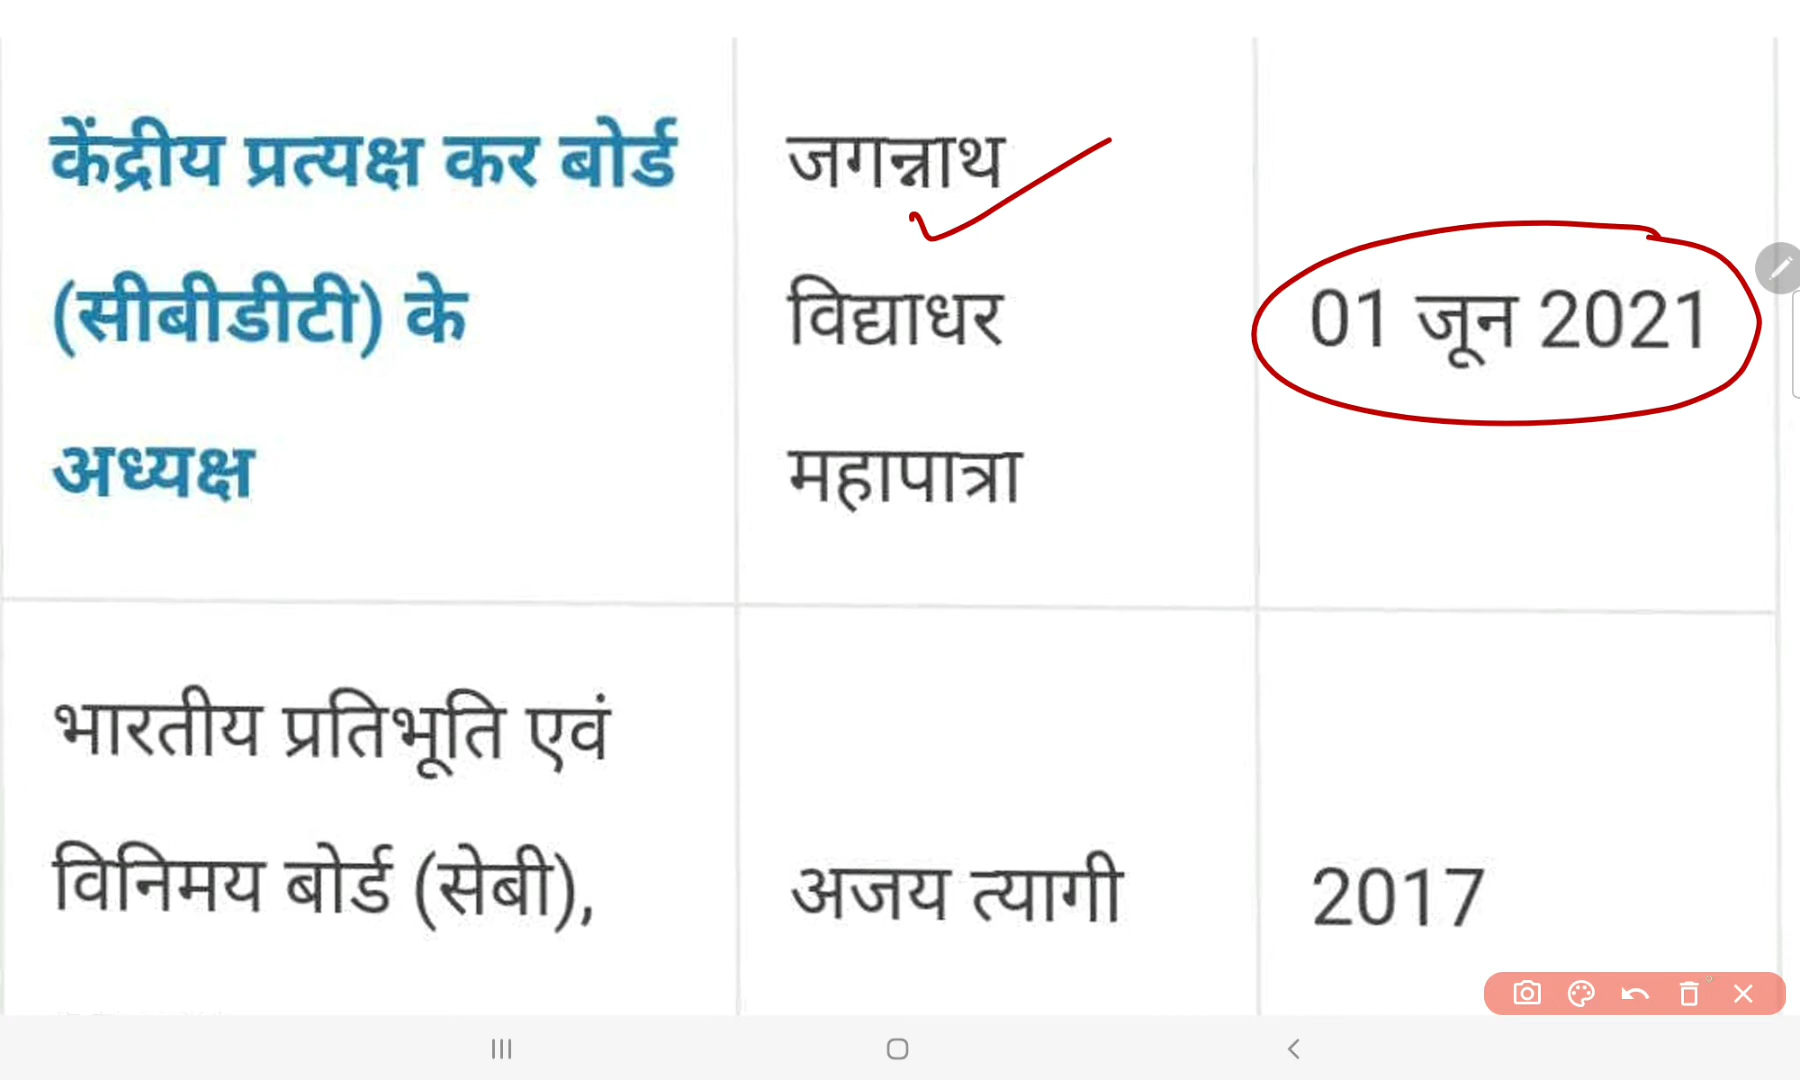 केंद्रीय प्रत्यक्ष कर बोर्ड
(सीबीडीटी) के
अध्यक्ष
जगन्नाथ
विद्याधर
महापात्रा
01 जून 2021
भारतीय प्रतिभूति एवं
विनिमय बोर्ड (सेबी),
अजय त्यागी
2017